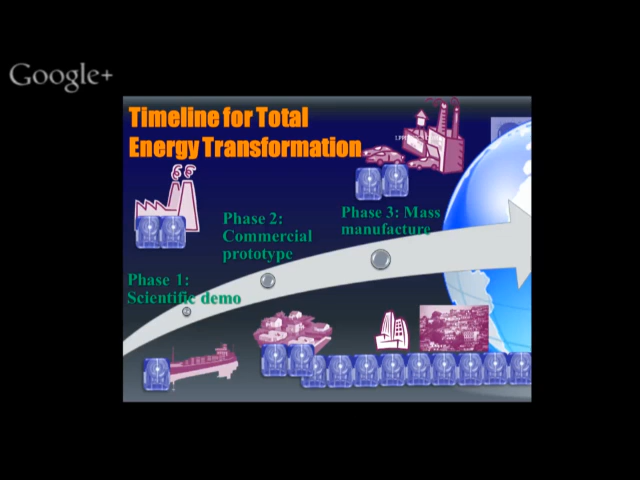 Google+
Timeline for Total
Energy Transformation
Phase 2:
Commercial
prototype
Phase 3: Mass
manufacture
Phase 1:
Scientific demo